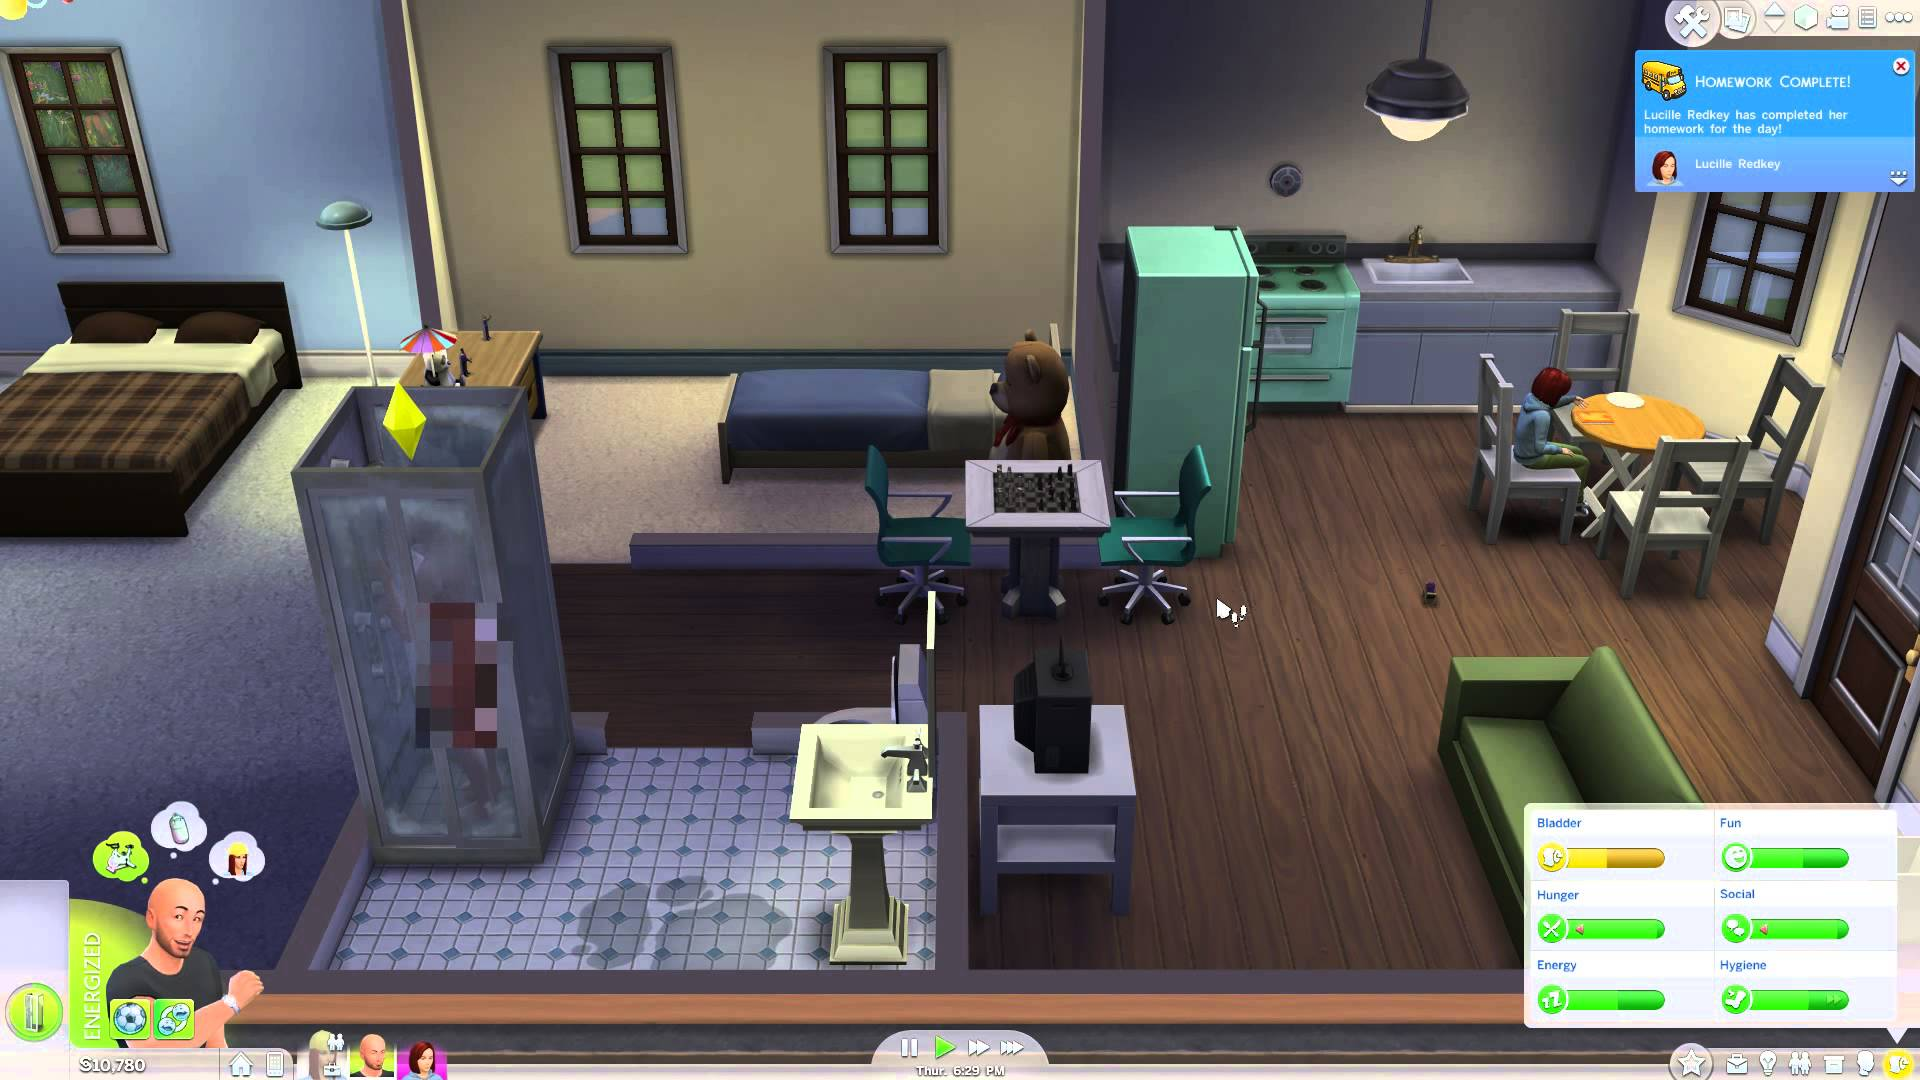 HOMEWORK COMPLETE!
Lucille Redkey has completed her
homework for the day!
Lucille Redkey
Bladder
Fun
Hunger
Social
Energy
Hygiene
ENERGIZED
§10,780
Thur. 6:29 PM